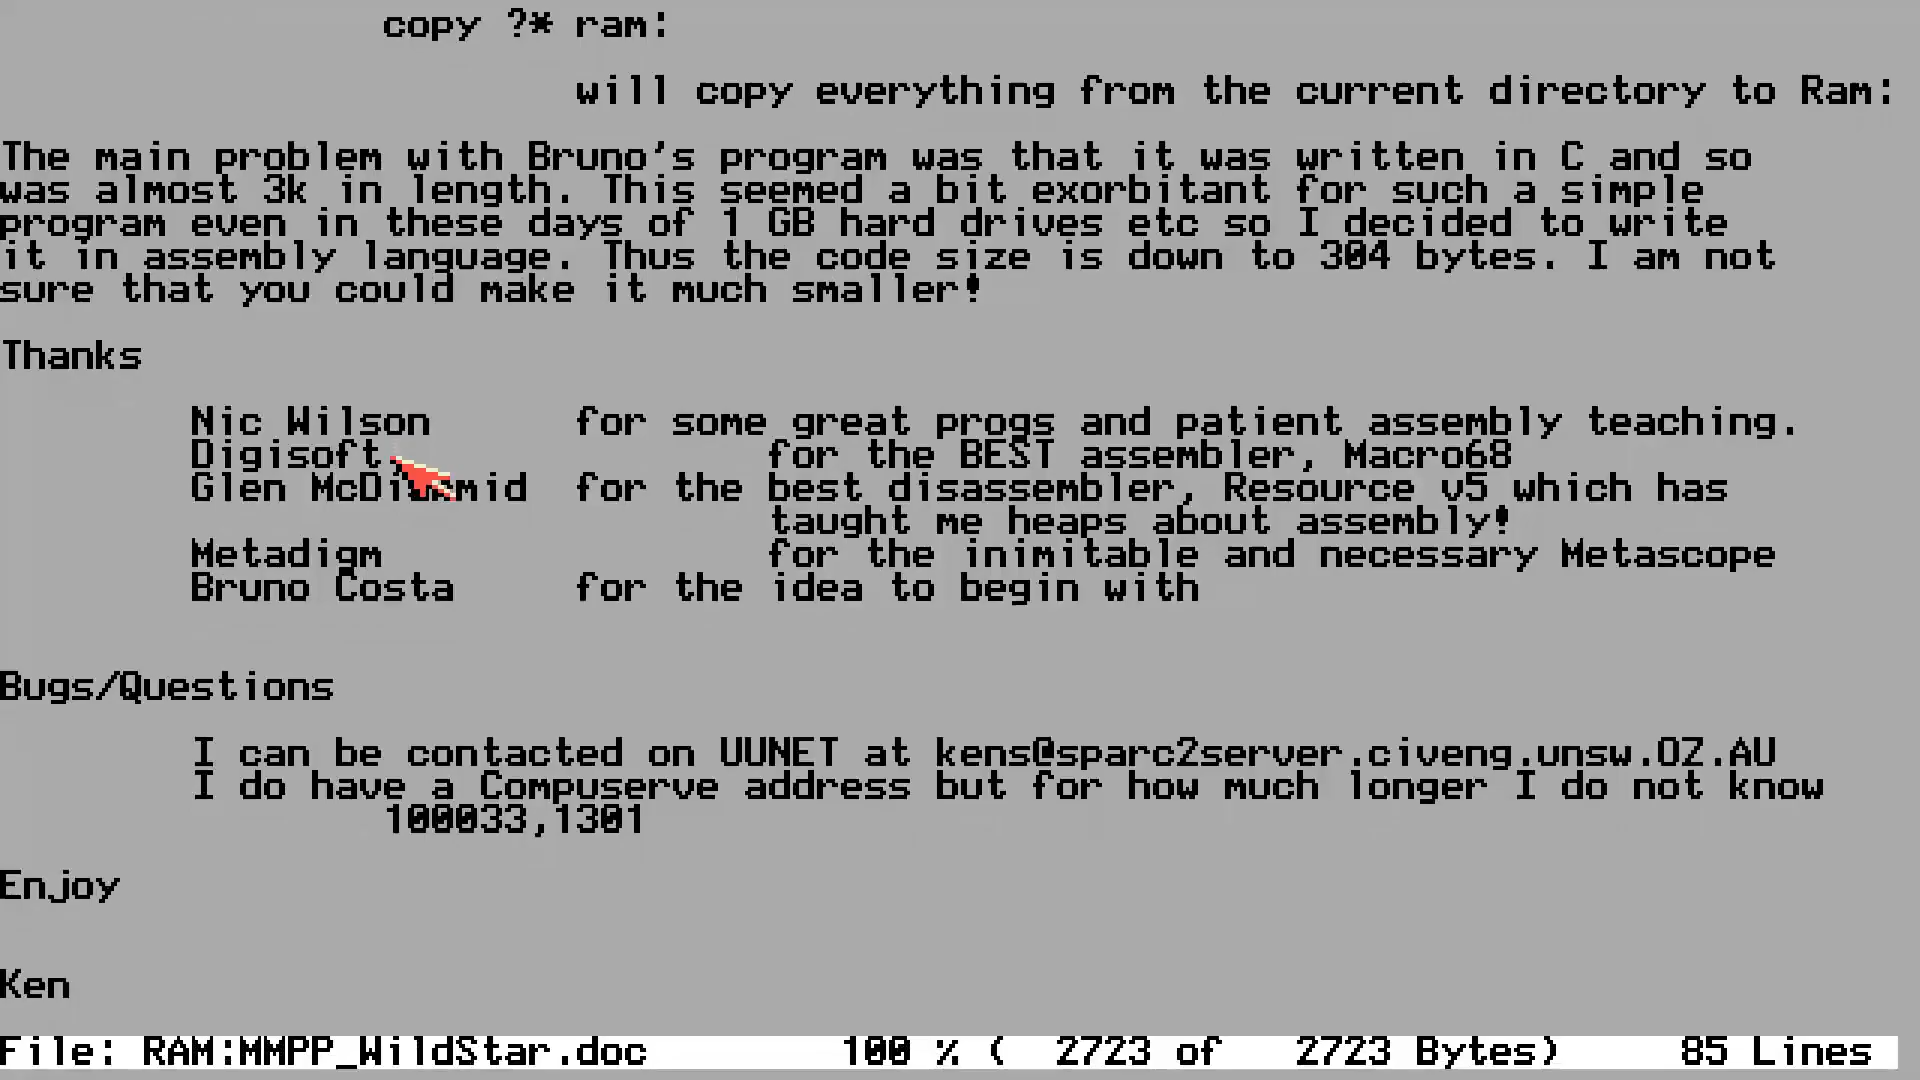 copy ?* ram:
will copy everything from the current directory to Ram:
The main problem with Bruno's program was that it was written in C and so
was almost 3k in length. This seemed a bit exorbitant for such a simple
program even in these days of 1 GB hard drives etc so I decided to write
it in assembly language. Thus the code size is down to 304 bytes. I am not
sure that you could make it much smaller!
Thanks
Nic Wilson for some great progs and patient assembly teaching.
Digisoft for the BEST assembler, Macro68
Glen McDiarmid for the best disassembler, Resource v5 which has
taught me heaps about assembly!
Metadigm for the inimitable and necessary Metascope
Bruno Costa for the idea to begin with
Bugs/Questions
I can be contacted on UUNET at kens@sparc2server.civeng.unsw.OZ.AU
I do have a Compuserve address but for how much longer I do not know
100033,1301
Enjoy
Ken
File: RAM:MMPP_WildStar.doc 100 % ( 2723 of 2723 Bytes) 85 Lines